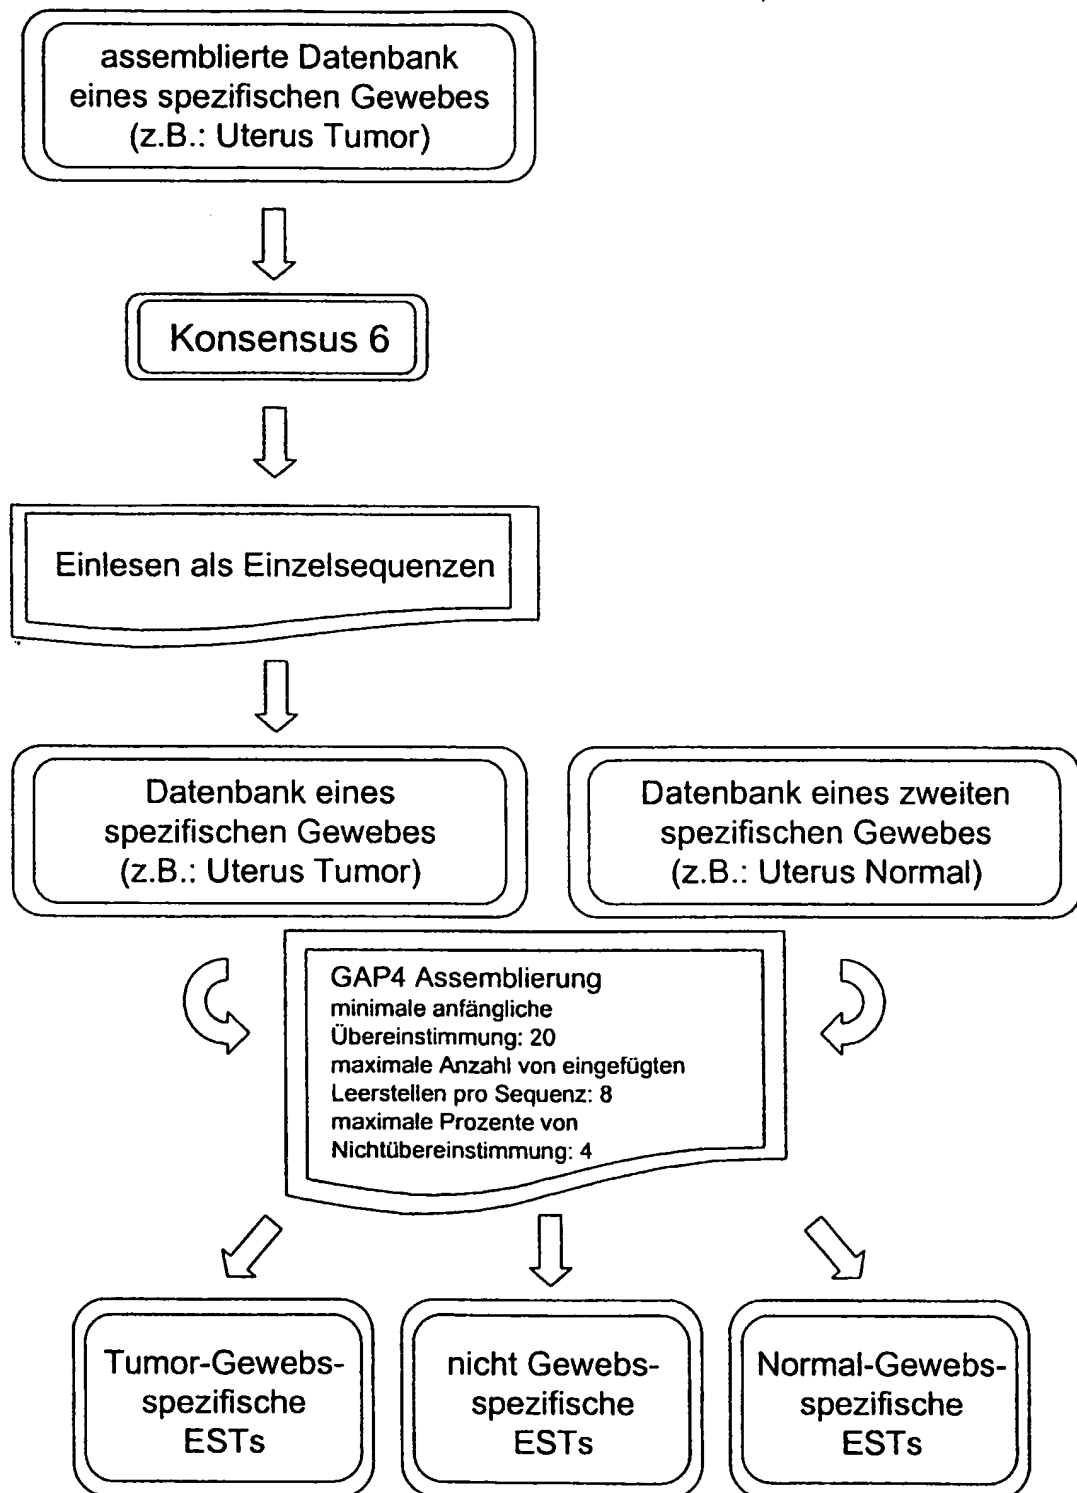 assemblierte Datenbank
eines spezifischen Gewebes
(z.B.: Uterus Tumor)
Konsensus 6
Einlesen als Einzelsequenzen
Datenbank eines
spezifischen Gewebes
(z.B.: Uterus Tumor)
Datenbank eines zweiten
spezifischen Gewebes
(z.B.: Uterus Normal)
GAP4 Assemblierung
minimale anfängliche
Übereinstimmung: 20
maximale Anzahl von eingefügten
Leerstellen pro Sequenz: 8
maximale Prozente von
Nichtübereinstimmung: 4
Tumor-Gewebs-
spezifische
ESTs
nicht Gewebs-
spezifische
ESTs
Normal-Gewebs-
spezifische
ESTs